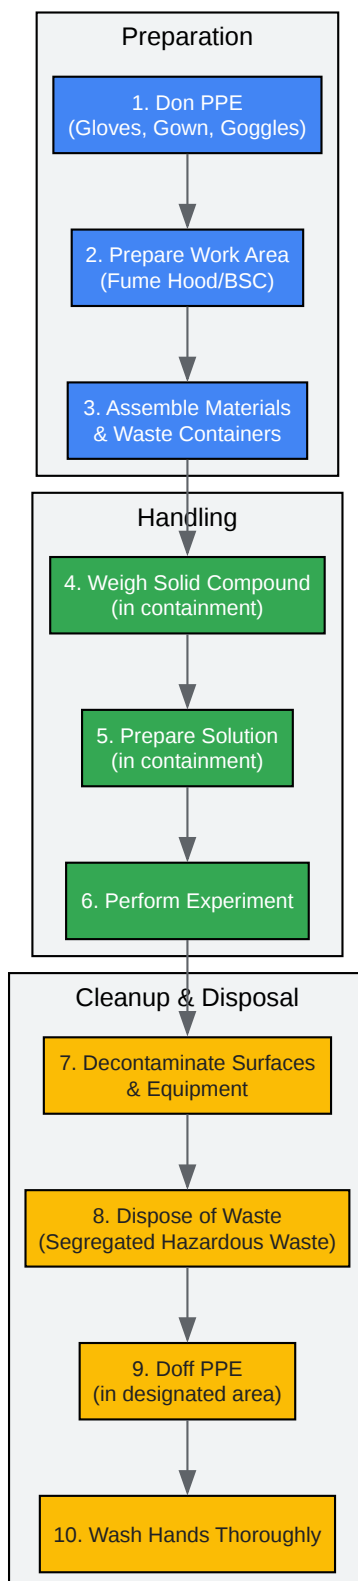 Preparation
1. Don PPE
(Gloves, Gown, Goggles)
2. Prepare Work Area
(Fume Hood/BSC)
3. Assemble Materials
& Waste Containers
Handling
4. Weigh Solid Compound
(in containment)
5. Prepare Solution
(in containment)
6. Perform Experiment
Cleanup & Disposal
7. Decontaminate Surfaces
& Equipment
8. Dispose of Waste
(Segregated Hazardous Waste)
9. Doff PPE
(in designated area)
10. Wash Hands Thoroughly